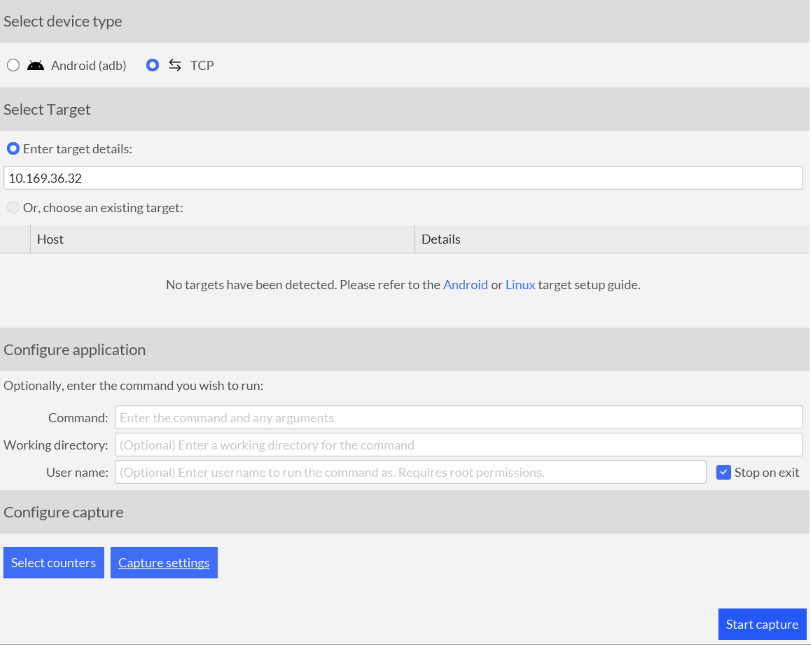 Select device type
Android (adb) TCP
Select Target
Enter target details:
10.169.36.32
Or, choose an existing target:
Host Details
No targets have been detected. Please refer to the Android or Linux target setup guide.
Configure application
Optionally, enter the command you wish to run:
Command: Enter the command and any arguments
Working directory: (Optional) Enter a working directory for the command
User name: (Optional) Enter username to run the command as. Requires root permissions. Stop on exit
Configure capture
Select counters Capture settings
Start capture